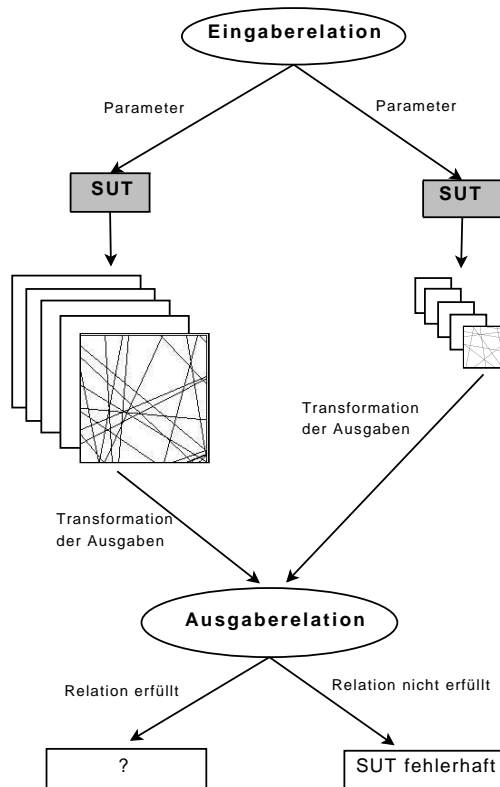 Eingaberelation
Parameter
Parameter
SUT
SUT
Transformation
der Ausgaben
Transformation
der Ausgaben
Ausgaberelation
Relation erfüllt
Relation nicht erfüllt
?
SUT fehlerhaft